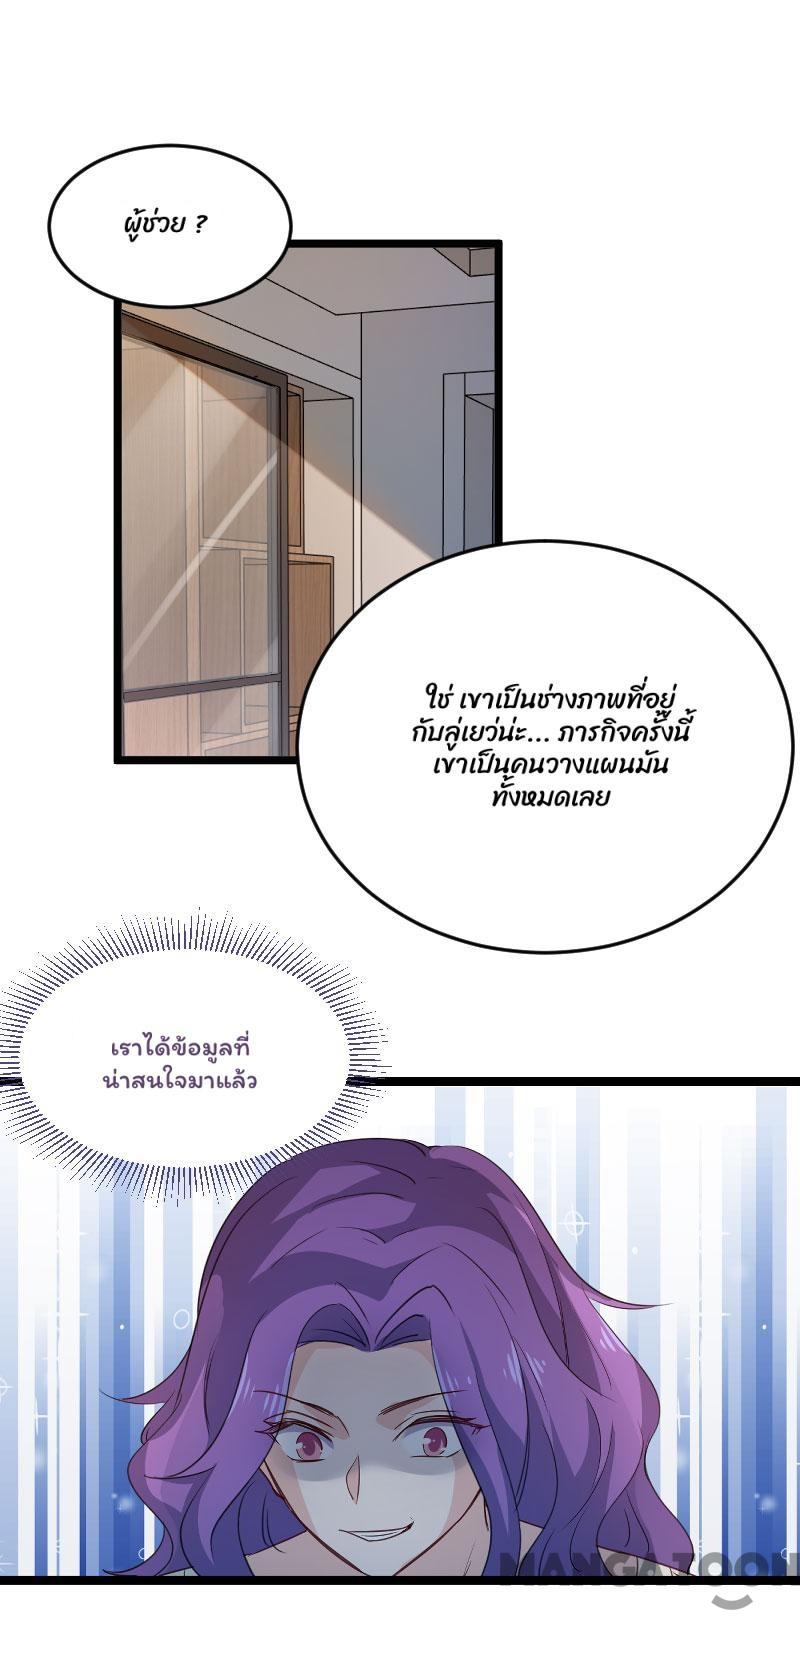 ผู้ช่วย ?
ใช่ เขาเป็นช่างภาพที่อยู่
กับลู่เยว่น่ะ... ภารกิจครั้งนี้
เขาเป็นคนวางแผนมัน
ทั้งหมดเลย
เราได้ข้อมูลที่
น่าสนใจมาแล้ว
MANGATOON